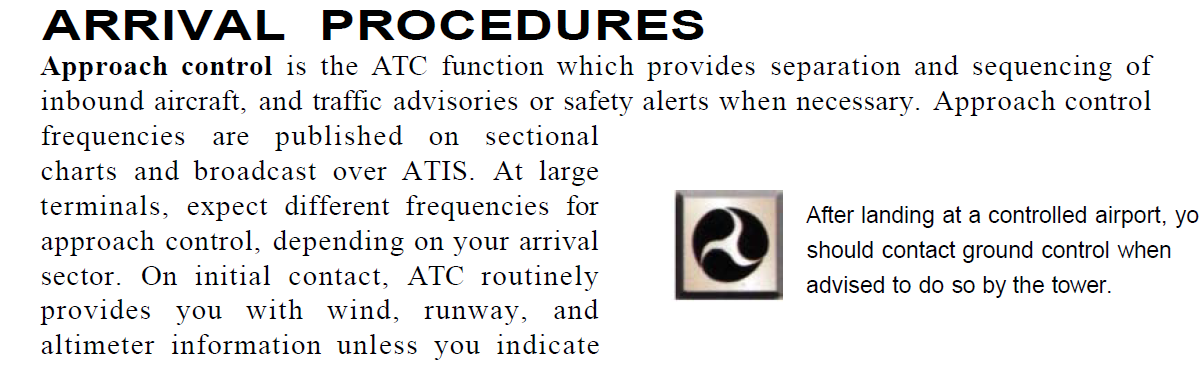 ARRIVAL PROCEDURES
Approach control is the ATC function which provides separation and sequencing of
inbound aircraft, and traffic advisories or safety alerts when necessary. Approach control
frequencies are published on sectional
charts and broadcast over ATIS. At large
terminals, expect different frequencies for
approach control, depending on your arrival
sector. On initial contact, ATC routinely
provides you with wind, runway, and
altimeter information unless you indicate
After landing at a controlled airport, yo
should contact ground control when
advised to do so by the tower.